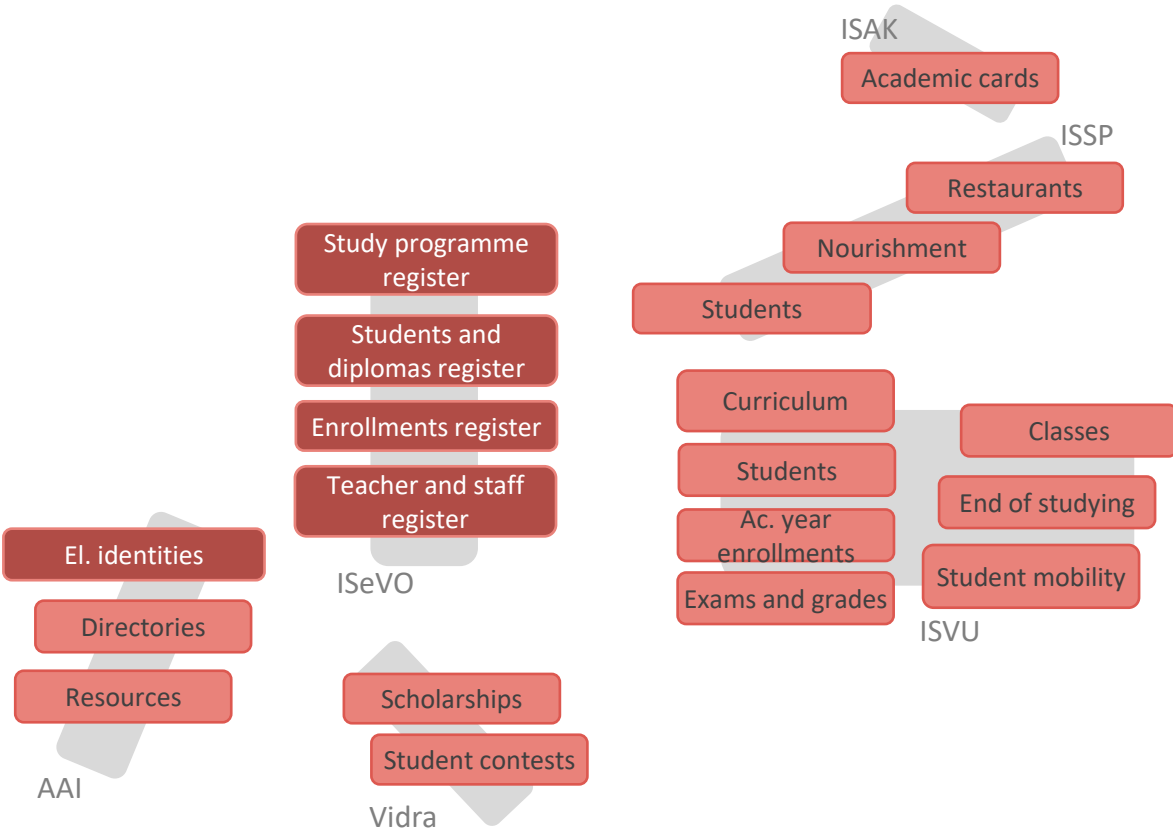 ISAK
Academic cards
ISSP
Restaurants
Nourishment
Students
Study programme
register
Students and
diplomas register
Enrollments register
Teacher and staff
register
ISeVO
Curriculum
Students
Ac. year
enrollments
Exams and grades
Classes
End of studying
Student mobility
ISVU
El. identities
Directories
Resources
AAI
Scholarships
Student contests
Vidra